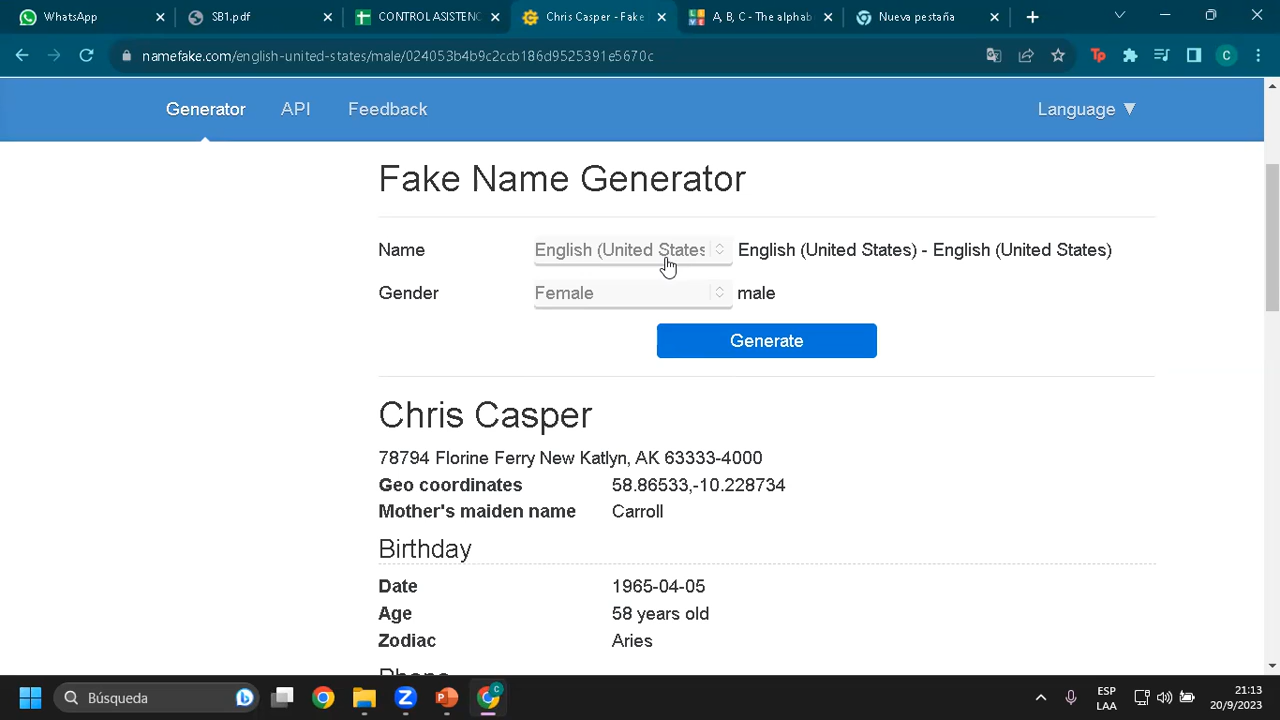 WhatsApp
SB1.pdf
CONTROL ASISTENC
Chris Casper - Fake
A, B, C - The alphab
Nueva pestaña
namefake.com/english-united-states/male/024053b4b9c2ccb186d9525391e5670c
Tp
C
Generator
API
Feedback
Language ▼
Fake Name Generator
Name English (United States English (United States) - English (United States)
Gender Female male
Generate
Chris Casper
78794 Florine Ferry New Katlyn, AK 63333-4000
Geo coordinates 58.86533,-10.228734
Mother's maiden name Carroll
Birthday
Date 1965-04-05
Age 58 years old
Zodiac Aries
Phone
Búsqueda
ESP
LAA
21:13
20/9/2023